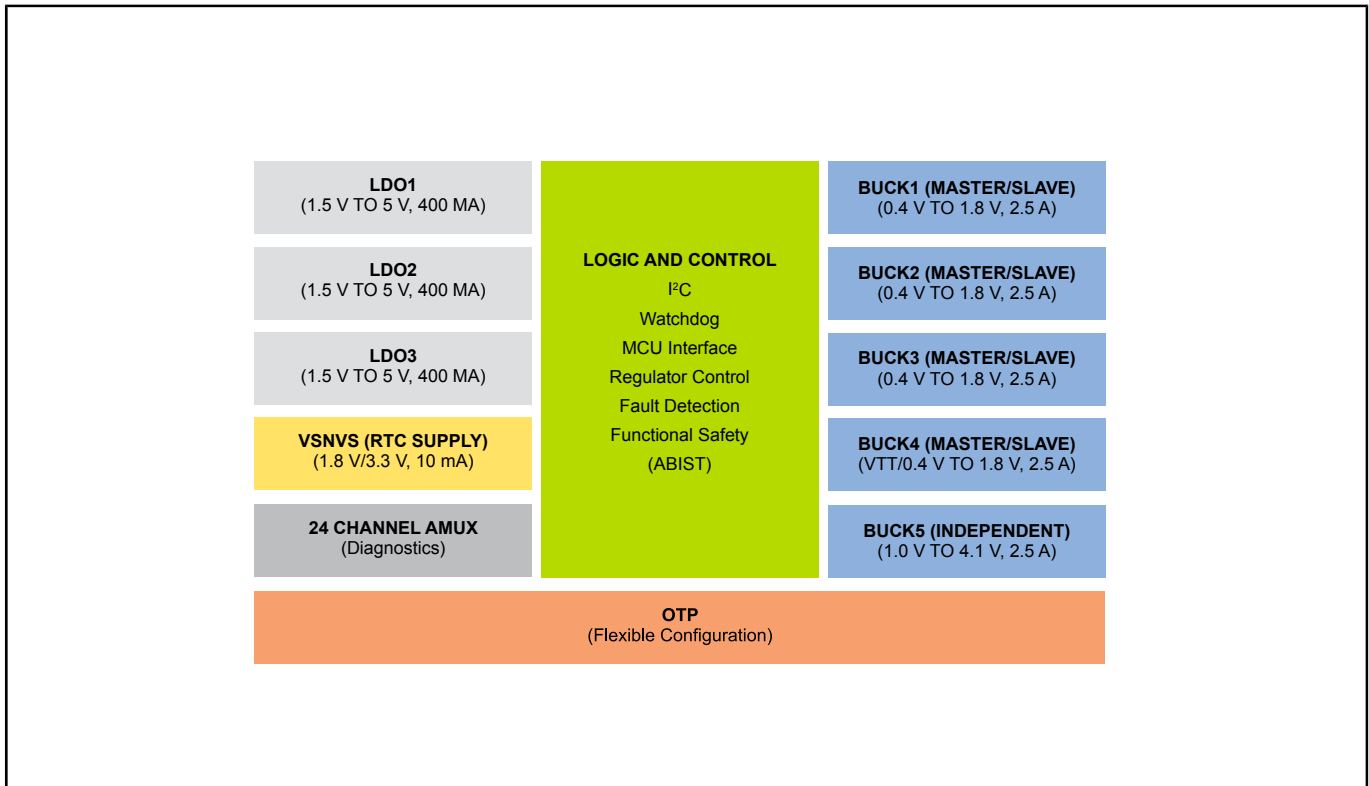 LDO1
(1.5 V TO 5 V, 400 MA)
LDO2
(1.5 V TO 5 V, 400 MA)
LDO3
(1.5 V TO 5 V, 400 MA)
VSNVS (RTC SUPPLY)
(1.8 V/3.3 V, 10 mA)
24 CHANNEL AMUX
(Diagnostics)
LOGIC AND CONTROL
I²C
Watchdog
MCU Interface
Regulator Control
Fault Detection
Functional Safety
(ABIST)
BUCK1 (MASTER/SLAVE)
(0.4 V TO 1.8 V, 2.5 A)
BUCK2 (MASTER/SLAVE)
(0.4 V TO 1.8 V, 2.5 A)
BUCK3 (MASTER/SLAVE)
(0.4 V TO 1.8 V, 2.5 A)
BUCK4 (MASTER/SLAVE)
(VTT/0.4 V TO 1.8 V, 2.5 A)
BUCK5 (INDEPENDENT)
(1.0 V TO 4.1 V, 2.5 A)
OTP
(Flexible Configuration)